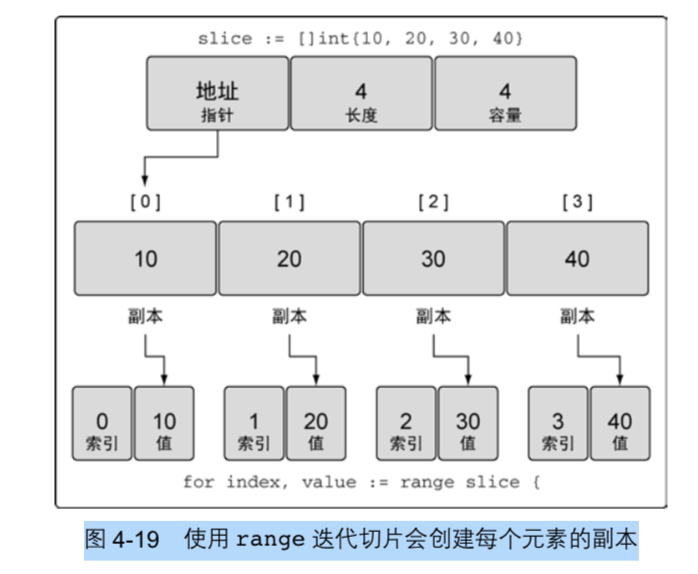 slice := []int{10, 20, 30, 40}
地址 4 4
指针 长度 容量
[0] [1] [2] [3]
10 20 30 40
副本 副本 副本 副本
0 10 1 20 2 30 3 40
索引 值 索引 值 索引 值 索引 值
for index, value := range slice {
图 4-19 使用 range 迭代切片会创建每个元素的副本